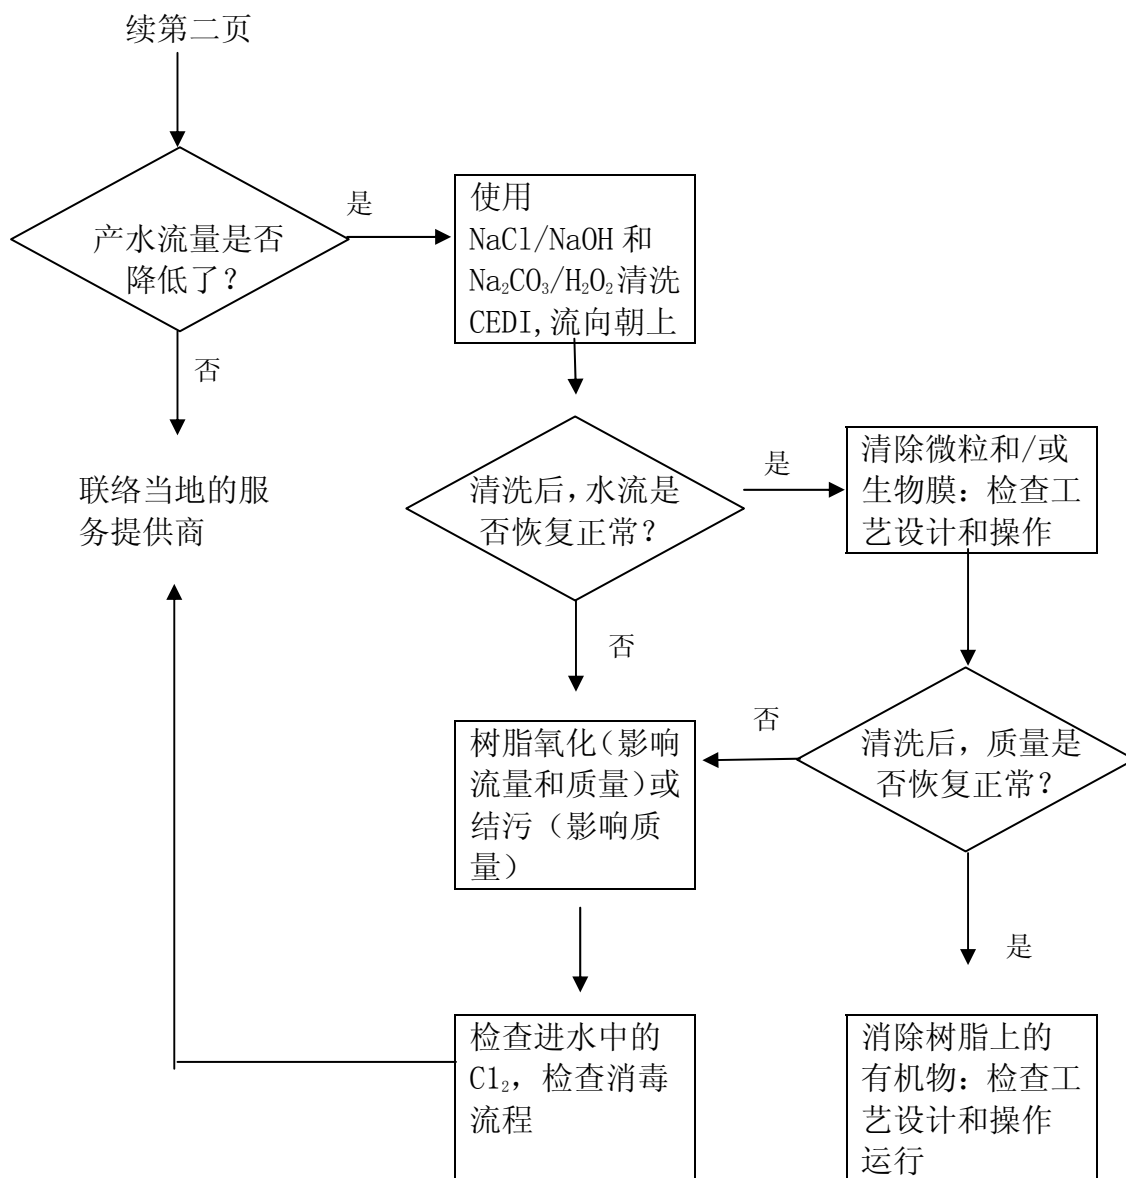 续第二页
产水流量是否
降低了？
是
使用
NaCl/NaOH 和
Na₂CO₃/H₂O₂清洗
CEDI,流向朝上
否
联络当地的服
务提供商
清洗后，水流是
否恢复正常？
是
清除微粒和/或
生物膜：检查工
艺设计和操作
否
清洗后，质量是
否恢复正常？
否
树脂氧化（影响
流量和质量）或
结污（影响质
量）
是
检查进水中的
Cl₂，检查消毒
流程
消除树脂上的
有机物：检查工
艺设计和操作
运行